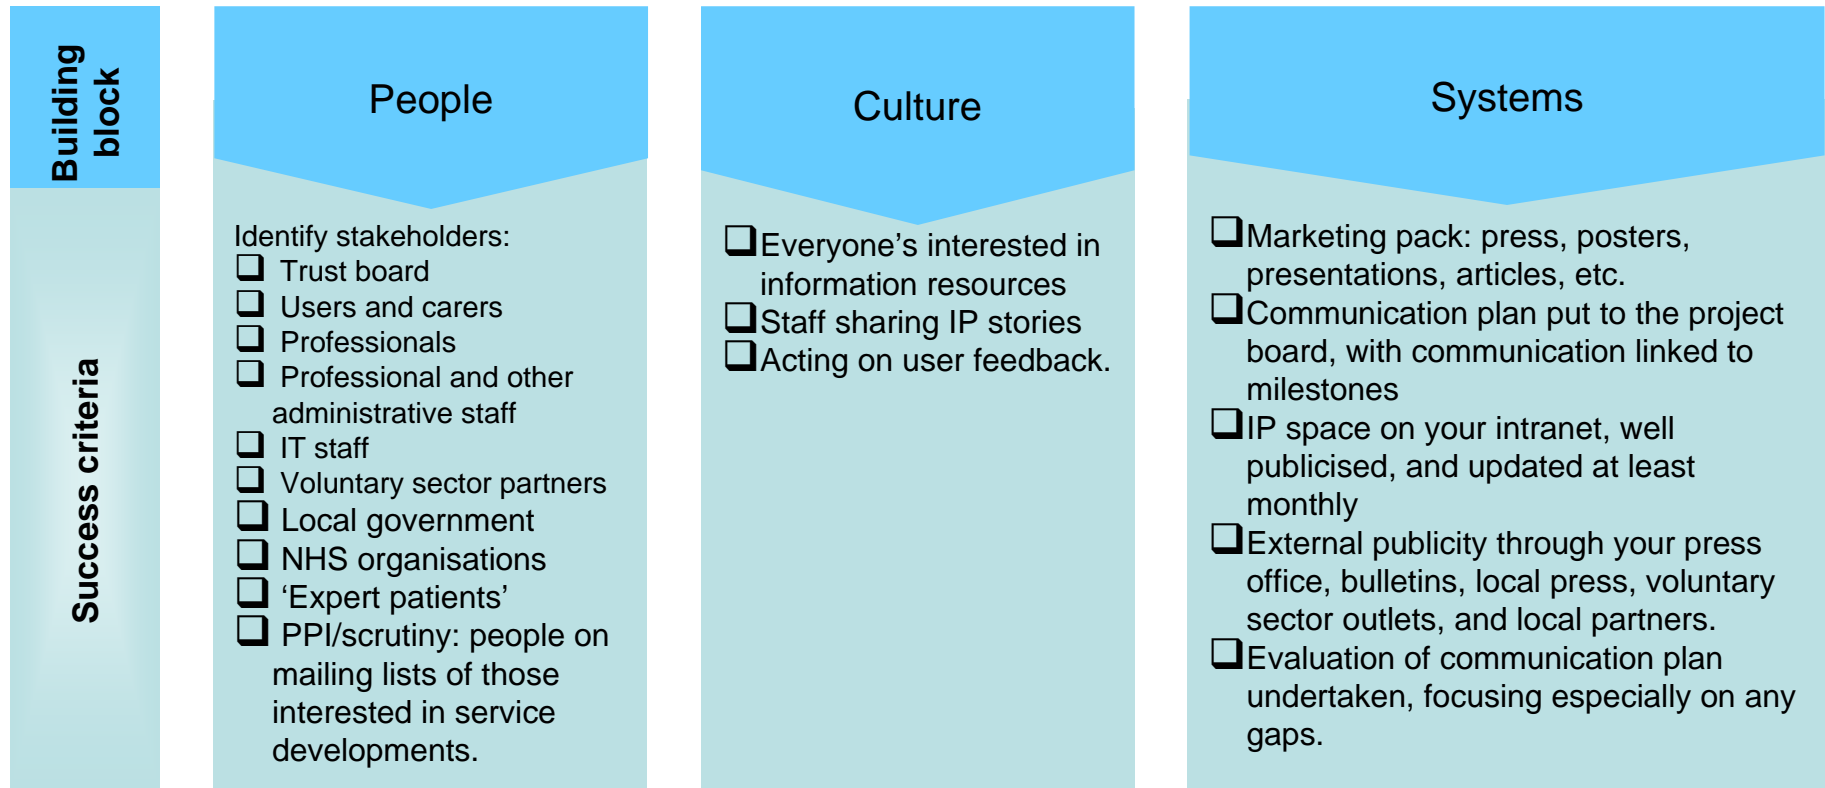 Building
block
People
Culture
Systems
Success criteria
Identify stakeholders:
❑ Trust board
❑ Users and carers
❑ Professionals
❑ Professional and other
administrative staff
❑ IT staff
❑ Voluntary sector partners
❑ Local government
❑ NHS organisations
❑ ‘Expert patients’
❑ PPI/scrutiny: people on
mailing lists of those
interested in service
developments.
❑Everyone’s interested in
information resources
❑Staff sharing IP stories
❑Acting on user feedback.
❑Marketing pack: press, posters,
presentations, articles, etc.
❑Communication plan put to the project
board, with communication linked to
milestones
❑IP space on your intranet, well
publicised, and updated at least
monthly
❑External publicity through your press
office, bulletins, local press, voluntary
sector outlets, and local partners.
❑Evaluation of communication plan
undertaken, focusing especially on any
gaps.